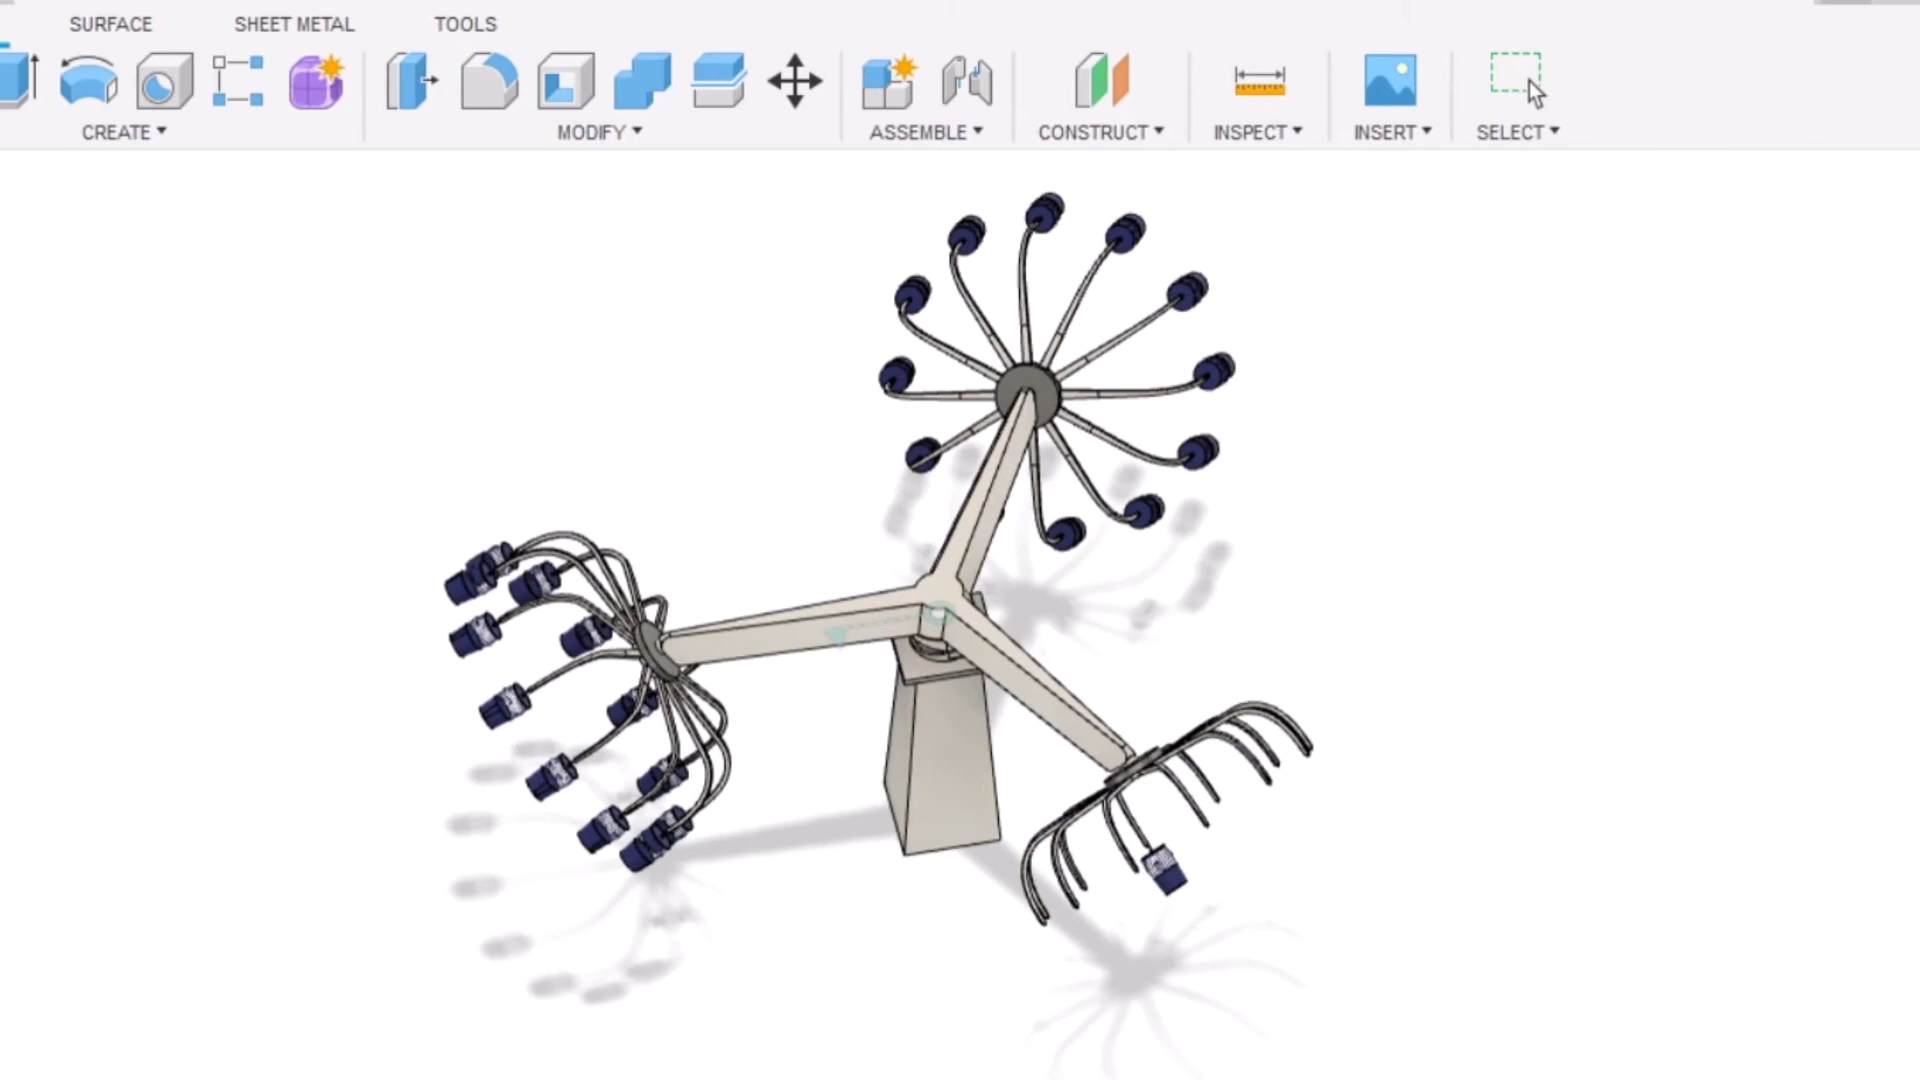 SURFACE SHEET METAL TOOLS
CREATE MODIFY ASSEMBLE CONSTRUCT INSPECT INSERT SELECT